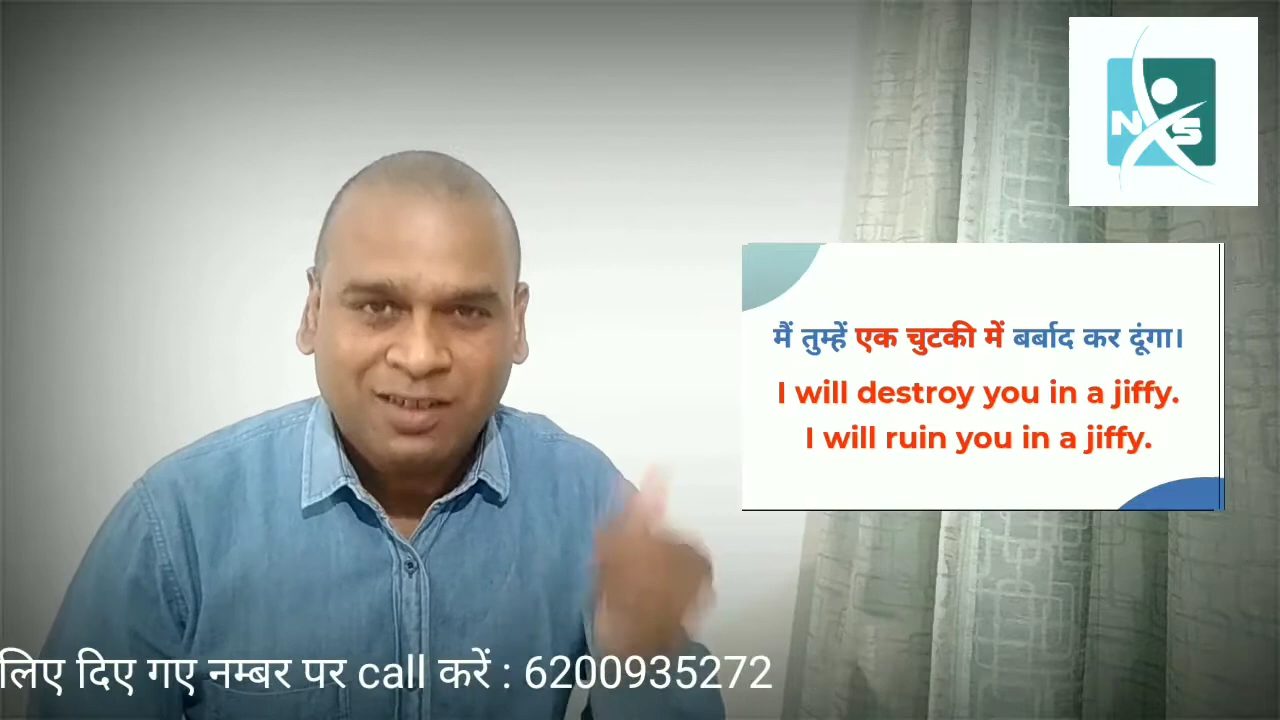 NXS
मैं तुम्हें एक चुटकी में बर्बाद कर दूंगा।
I will destroy you in a jiffy.
I will ruin you in a jiffy.
लिए दिए गए नम्बर पर call करें : 6200935272